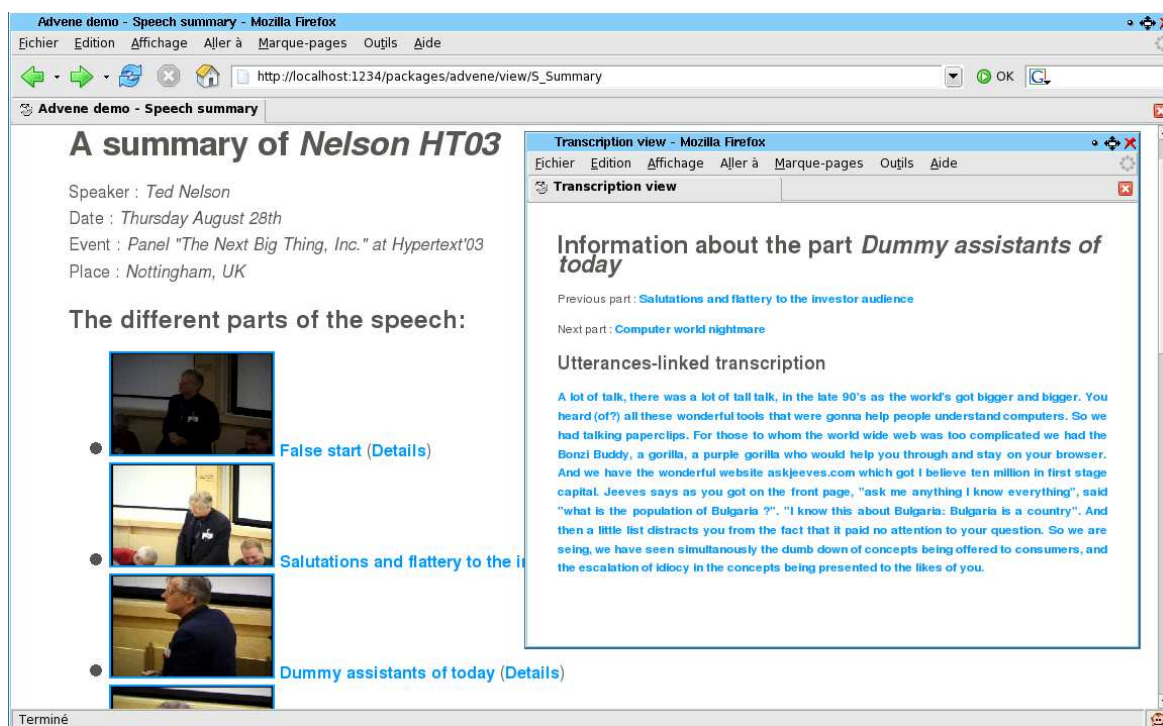 Advene demo - Speech summary - Mozilla Firefox
Fichier Edition Affichage Aller à Marque-pages Outils Aide
http://localhost:1234/packages/advene/view/S_Summary OK G
Advene demo - Speech summary
A summary of Nelson HT03
Speaker : Ted Nelson
Date : Thursday August 28th
Event : Panel "The Next Big Thing, Inc." at Hypertext'03
Place : Nottingham, UK
The different parts of the speech:
False start (Details)
Salutations and flattery to the i
Dummy assistants of today (Details)
Terminé
Transcription view - Mozilla Firefox
Fichier Edition Affichage Aller à Marque-pages Outils Aide
Transcription view
Information about the part Dummy assistants of
today
Previous part : Salutations and flattery to the investor audience
Next part : Computer world nightmare
Utterances-linked transcription
A lot of talk, there was a lot of tall talk, in the late 90's as the world's got bigger and bigger. You
heard (of?) all these wonderful tools that were gonna help people understand computers. So we
had talking paperclips. For those to whom the world wide web was too complicated we had the
Bonzi Buddy, a gorilla, a purple gorilla who would help you through and stay on your browser.
And we have the wonderful website askjeeves.com which got I believe ten million in first stage
capital. Jeeves says as you got on the front page, "ask me anything I know everything", said
"what is the population of Bulgaria ?". "I know this about Bulgaria: Bulgaria is a country". And
then a little list distracts you from the fact that it paid no attention to your question. So we are
seing, we have seen simultanously the dumb down of concepts being offered to consumers, and
the escalation of idiocy in the concepts being presented to the likes of you.